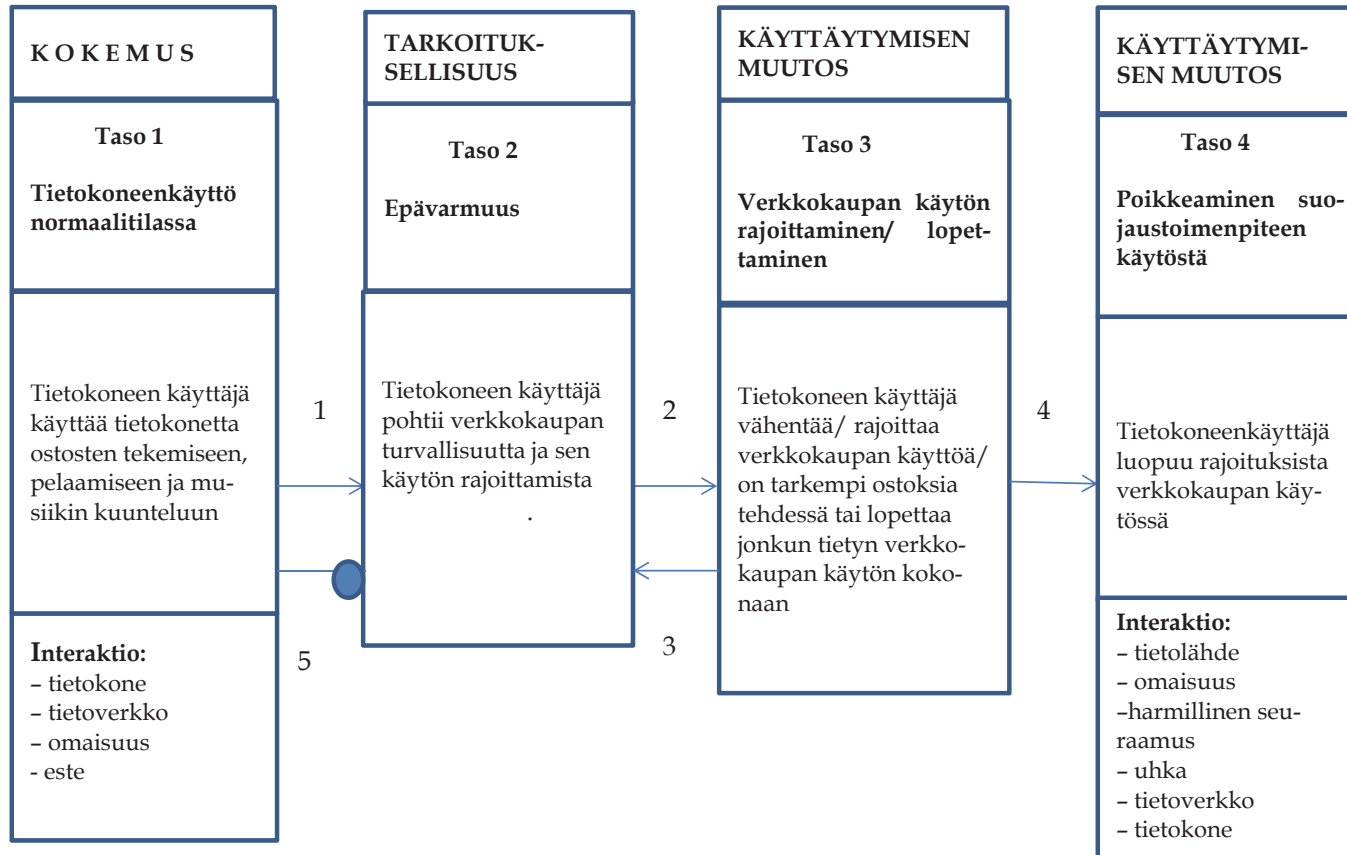 K O K E M U S
Taso 1
Tietokoneenkäyttö
normaalitilassa
Tietokoneen käyttäjä
käyttää tietokonetta
ostosten tekemiseen,
pelaamiseen ja mu-
siikin kuunteluun
Interaktio:
– tietokone
– tietoverkko
– omaisuus
- este
1
5
TARKOITUK-
SELLISUUS
Taso 2
Epävarmuus
Tietokoneen käyttäjä
pohtii verkkokaupan
turvallisuutta ja sen
käytön rajoittamista
.
2
3
KÄYTTÄYTYMISEN
MUUTOS
Taso 3
Verkkokaupan käytön
rajoittaminen/ lopet-
taminen
Tietokoneen käyttäjä
vähentää/ rajoittaa
verkkokaupan käyttöä/
on tarkempi ostoksia
tehdessä tai lopettaa
jonkun tietyn verkko-
kaupan käytön koko-
naan
4
KÄYTTÄYTYMI-
SEN MUUTOS
Taso 4
Poikkeaminen suo-
jaustoimenpiteen
käytöstä
Tietokoneenkäyttäjä
luopuu rajoituksista
verkkokaupan käy-
tössä
Interaktio:
– tietolähde
– omaisuus
–harmillinen seu-
raamus
– uhka
– tietoverkko
– tietokone